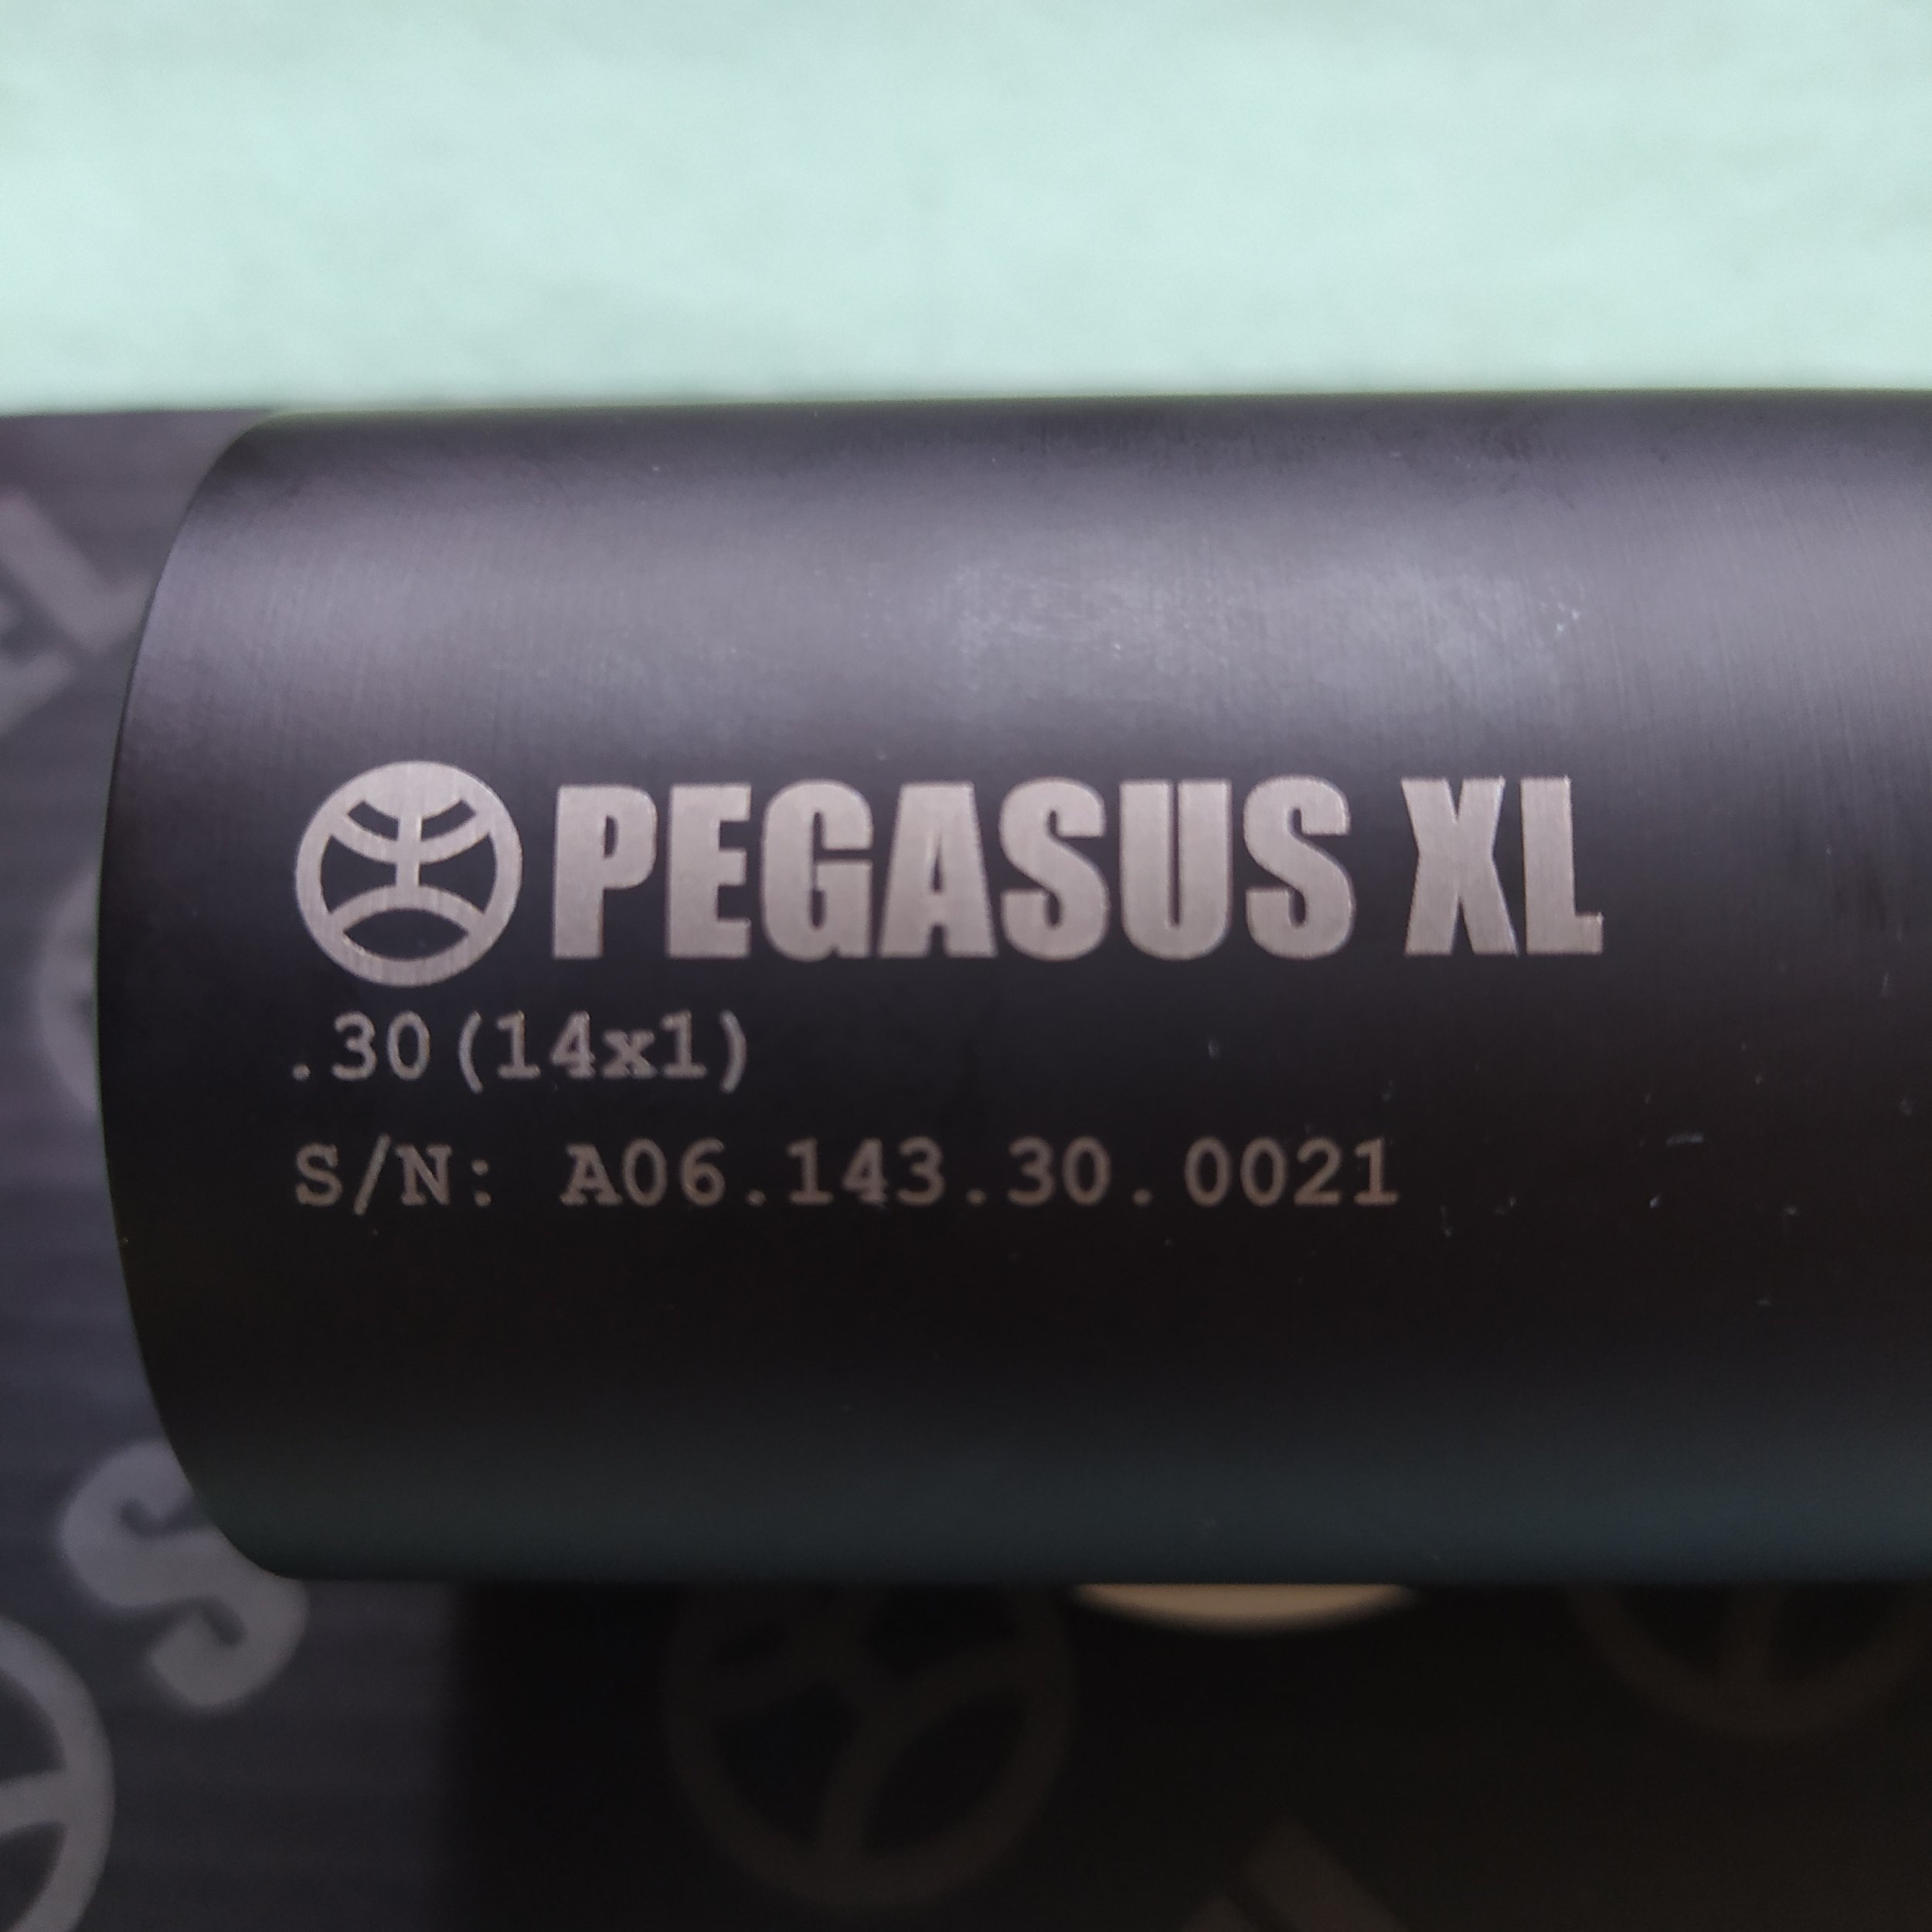 PEGASUS XL
.30(14x1)
S/N: A06.143.30.0021